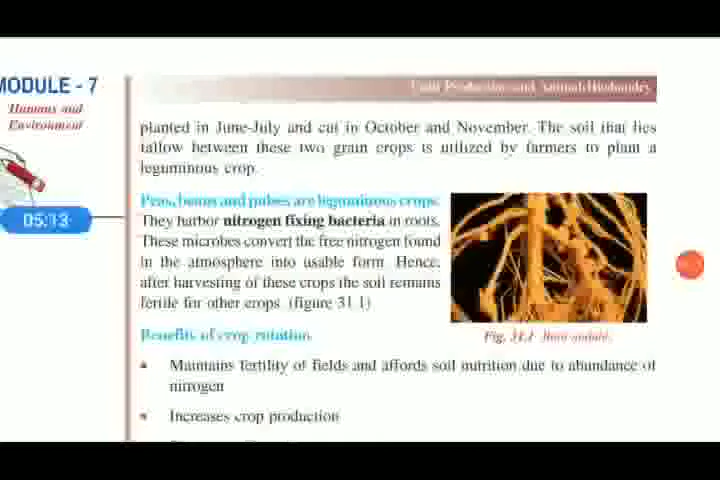 MODULE - 7
Humans and
Environment
Crop Production and Animal Husbandry
planted in June-July and cut in October and November. The soil that lies
fallow between these two grain crops is utilized by farmers to plant a
leguminous crop.
Peas, beans and pulses are leguminous crops.
They harbor nitrogen fixing bacteria in roots.
These microbes convert the free nitrogen found
in the atmosphere into usable form. Hence,
after harvesting of these crops the soil remains
fertile for other crops. (figure 31.1)
05:13
Fig. 31.1 Root nodule.
Benefits of crop rotation
• Maintains fertility of fields and affords soil nutrition due to abundance of
nitrogen
• Increases crop production